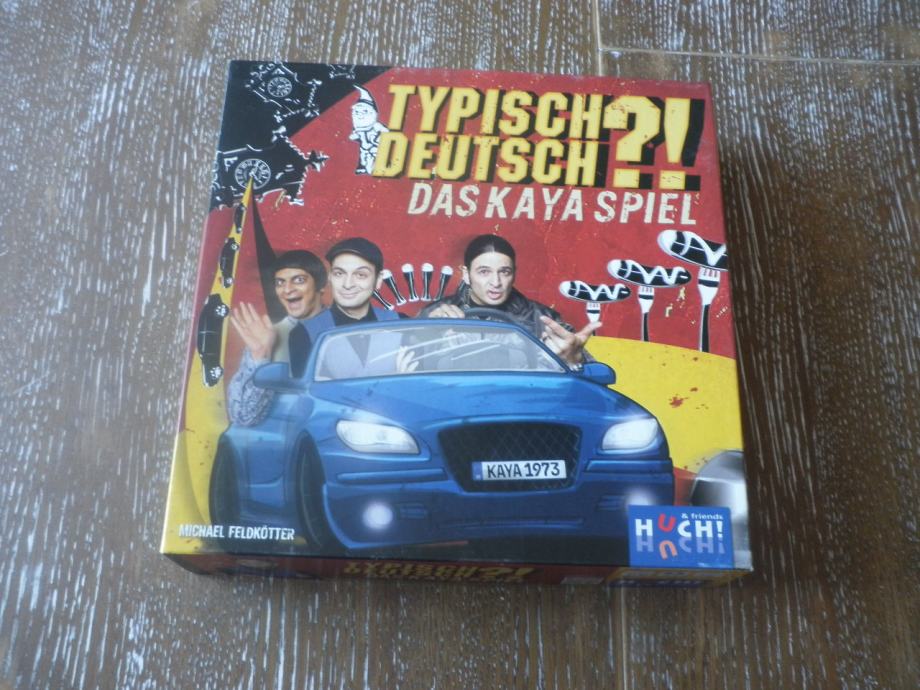 TYPISCH
DEUTSCH?!
DAS KAYA SPIEL
KAYA 1973
MICHAEL FELDKÖTTER
& friends
HUCH!